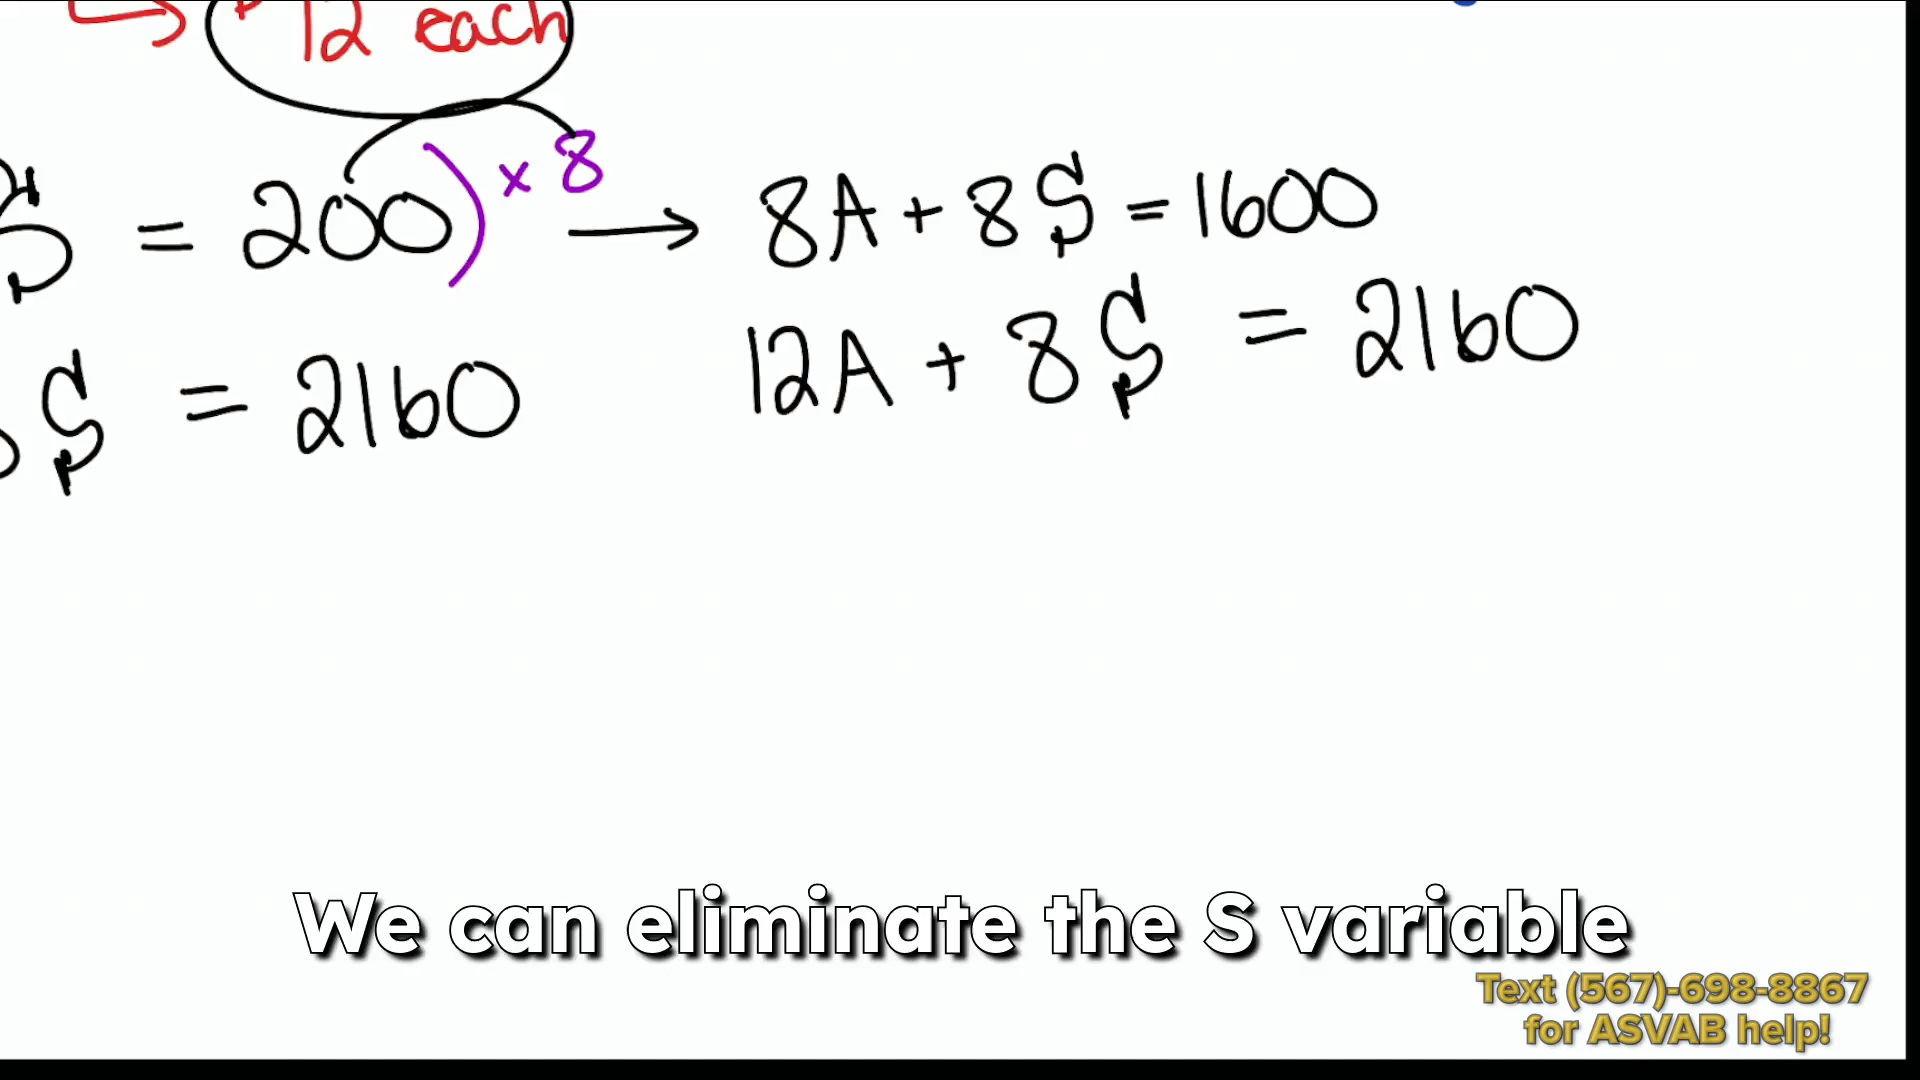 12 each
S = 200) × 8 → 8A + 8S = 1600
12A + 8S = 2160
S = 2160
We can eliminate the S variable
Text (567)-698-8867
for ASVAB help!